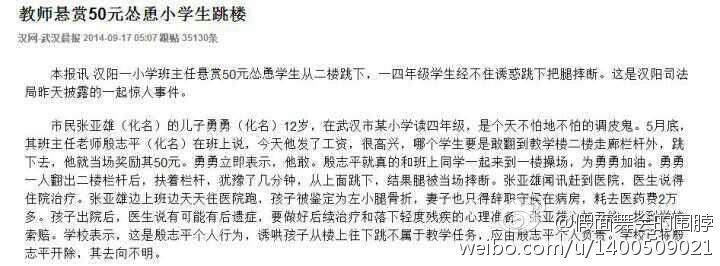 教师悬赏50元怂恿小学生跳楼
汉网-武汉晨报 2014-09-17 05:07 跟贴 35130条
本报讯 汉阳一小学班主任悬赏50元怂恿学生从二楼跳下，一四年级学生经不住诱惑跳下把腿摔断。这是汉阳司法
局昨天披露的一起惊人事件。
市民张亚雄（化名）的儿子勇勇（化名）12岁，在武汉市某小学读四年级，是个天不怕地不怕的调皮鬼。5月底，
其班主任老师殷志平（化名）在班上说，今天他发了工资，很高兴，哪个学生要是敢翻到教学楼二楼走廊栏杆外，跳
下去，他就当场奖励其50元。勇勇立即表示，他敢。殷志平就真的和班上同学一起来到一楼操场，为勇勇加油。勇勇
一人翻出二楼栏杆后，扶着栏杆，犹豫了几分钟，从上面跳下，结果腿被当场摔断。张亚雄闻讯赶到医院，医生说得
住院治疗。张亚雄边上班边天天往医院跑，孩子被鉴定为左小腿骨折，妻子也只得辞职守候在病房，耗去医药费2万
多。孩子出院后，医生说有可能有后遗症，要做好后续治疗和落下轻度残疾的心理准备。张亚雄
索赔。学校表示，这是殷志平个人行为，诱哄孩子从楼上往下跳不属于教学任务，应由殷志平个人负责。学校已将殷
志平开除，其去向不明。
@假面舞会的围脖
weibo.com/u/1400509021